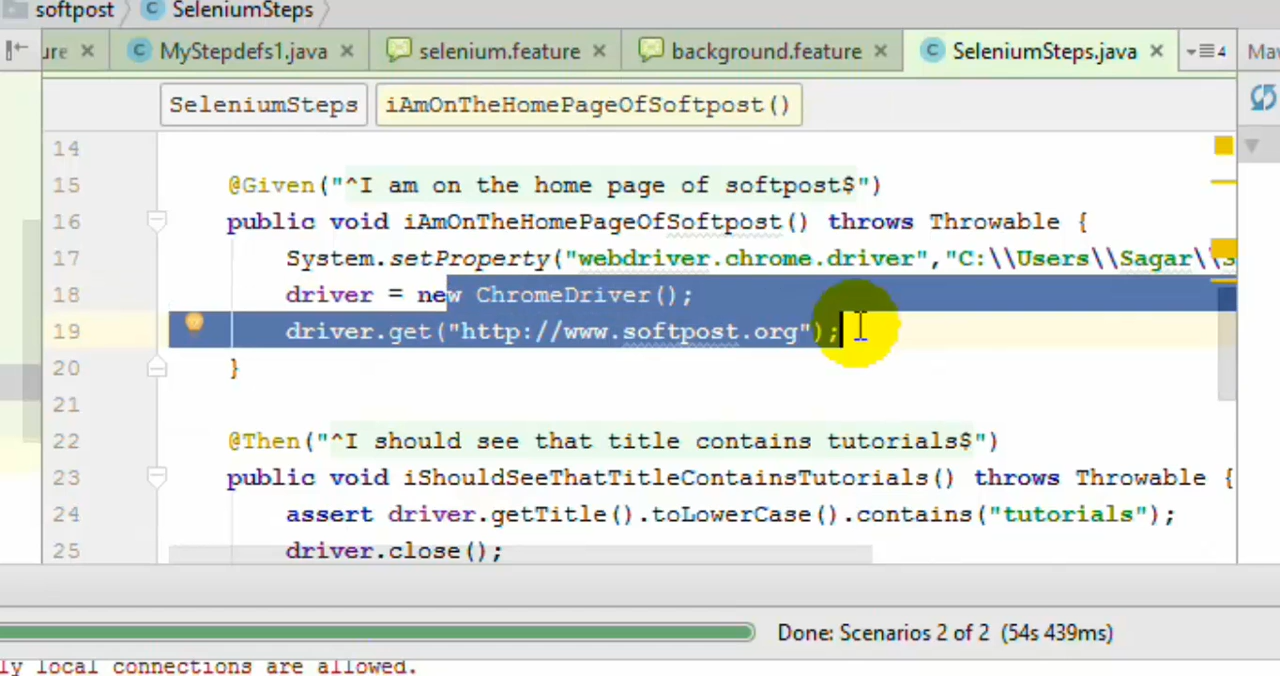 softpost SeleniumSteps
ure MyStepdefs1.java selenium.feature background.feature SeleniumSteps.java 4
SeleniumSteps iAmOnTheHomePageOfSoftpost()
14
15 @Given("^I am on the home page of softpost$")
16 public void iAmOnTheHomePageOfSoftpost() throws Throwable {
17 System.setProperty("webdriver.chrome.driver","C:\\Users\\Sagar\\S
18 driver = new ChromeDriver();
19 driver.get("http://www.softpost.org");
20 }
21
22 @Then("^I should see that title contains tutorials$")
23 public void iShouldSeeThatTitleContainsTutorials() throws Throwable {
24 assert driver.getTitle().toLowerCase().contains("tutorials");
25 driver.close();
Done: Scenarios 2 of 2 (54s 439ms)
ly local connections are allowed.